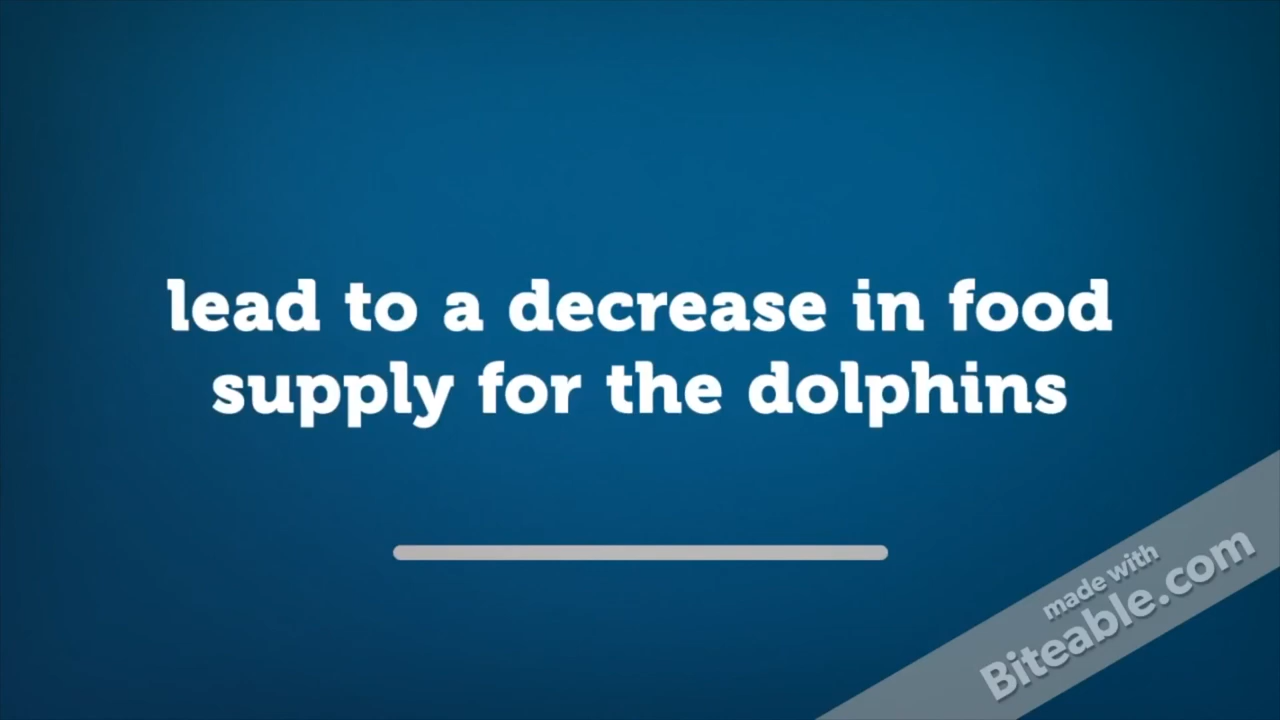 lead to a decrease in food
supply for the dolphins
made with
Biteable.com